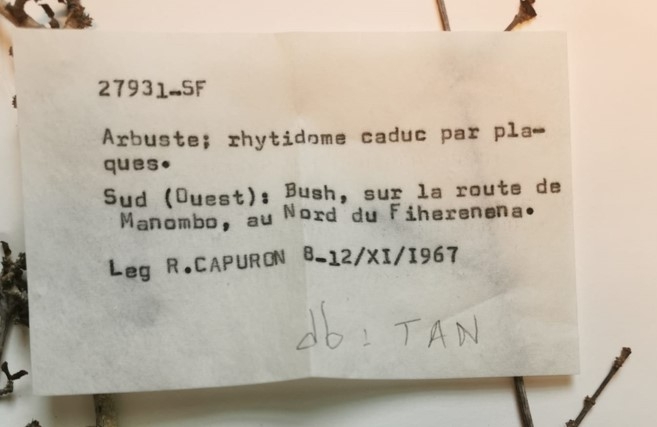 27931-SF
Arbuste; rhytidome caduc par pla-
ques.
Sud (Ouest): Bush, sur la route de
Manombo, au Nord du Fiherenena.
Leg R.CAPURON 8-12/XI/I967
db: TAN